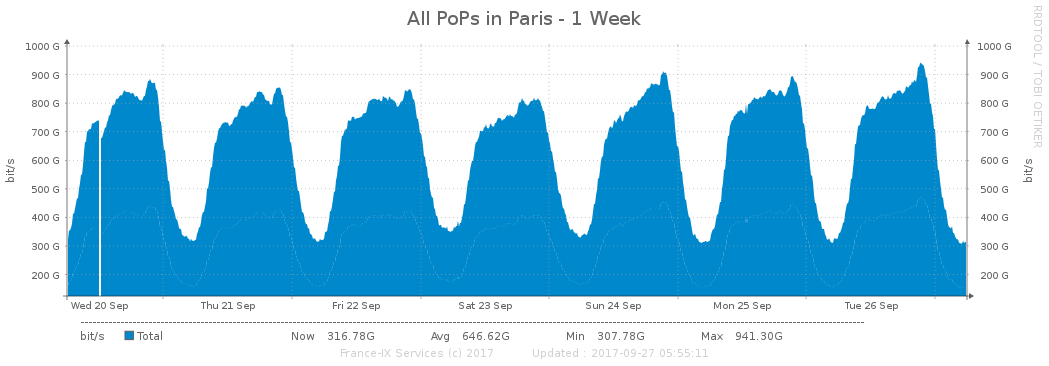 All PoPs in Paris - 1 Week
RRDTOOL / TOBI OETIKER
1000 G 1000 G
900 G 900 G
800 G 800 G
700 G 700 G
600 G 600 G
500 G 500 G
400 G 400 G
300 G 300 G
200 G 200 G
bit/s bit/s
Wed 20 Sep Thu 21 Sep Fri 22 Sep Sat 23 Sep Sun 24 Sep Mon 25 Sep Tue 26 Sep
bit/s Total Now 316.78G Avg 646.62G Min 307.78G Max 941.30G
France-IX Services (c) 2017 Updated : 2017-09-27 05:55:11